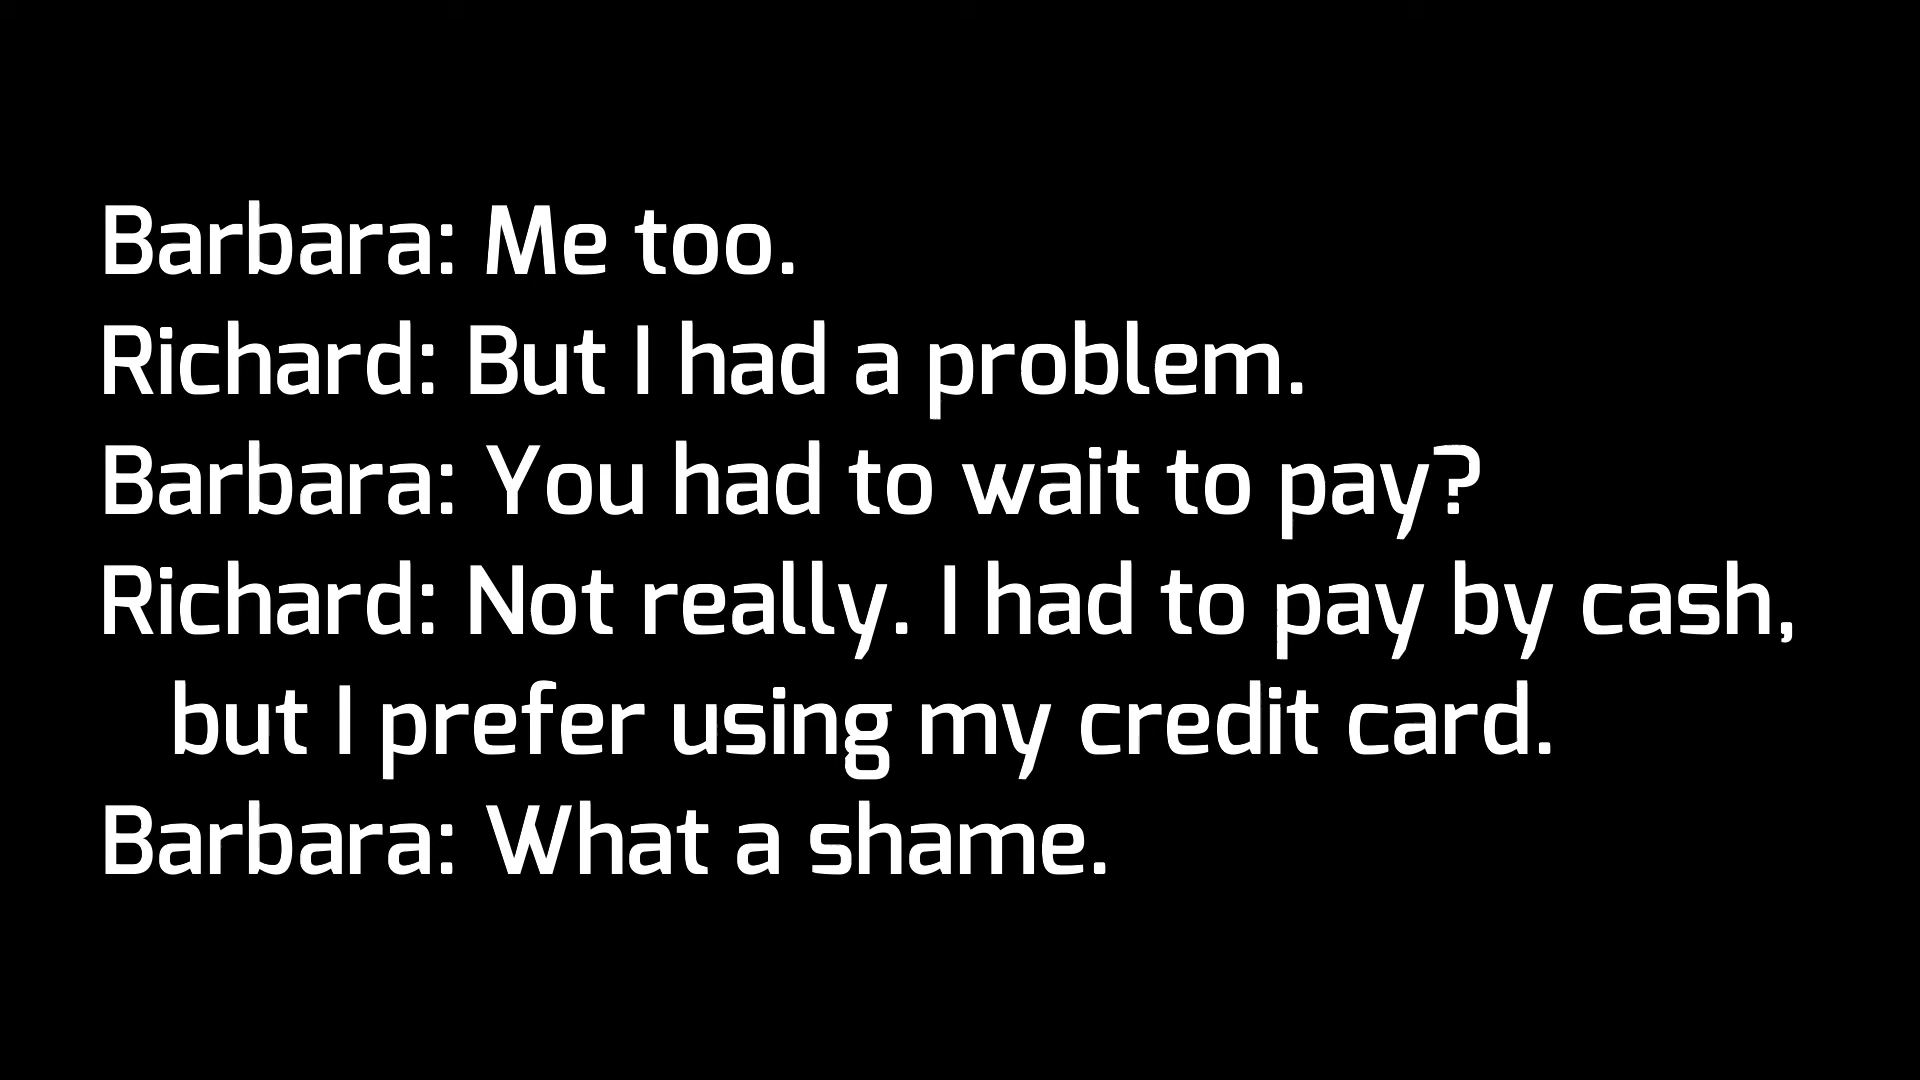 Barbara: Me too.
Richard: But I had a problem.
Barbara: You had to wait to pay?
Richard: Not really. I had to pay by cash,
but I prefer using my credit card.
Barbara: What a shame.